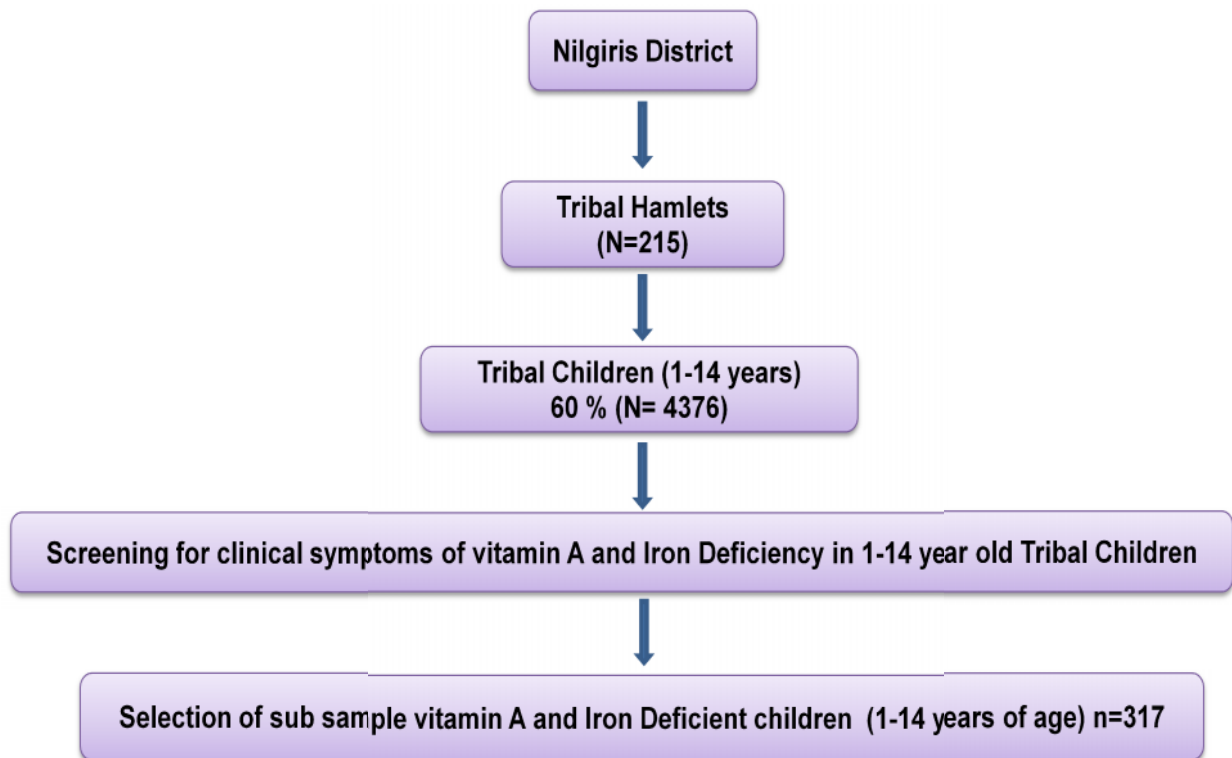 Nilgiris District
Tribal Hamlets
(N=215)
Tribal Children (1-14 years)
60 % (N= 4376)
Screening for clinical symptoms of vitamin A and Iron Deficiency in 1-14 year old Tribal Children
Selection of sub sample vitamin A and Iron Deficient children (1-14 years of age) n=317